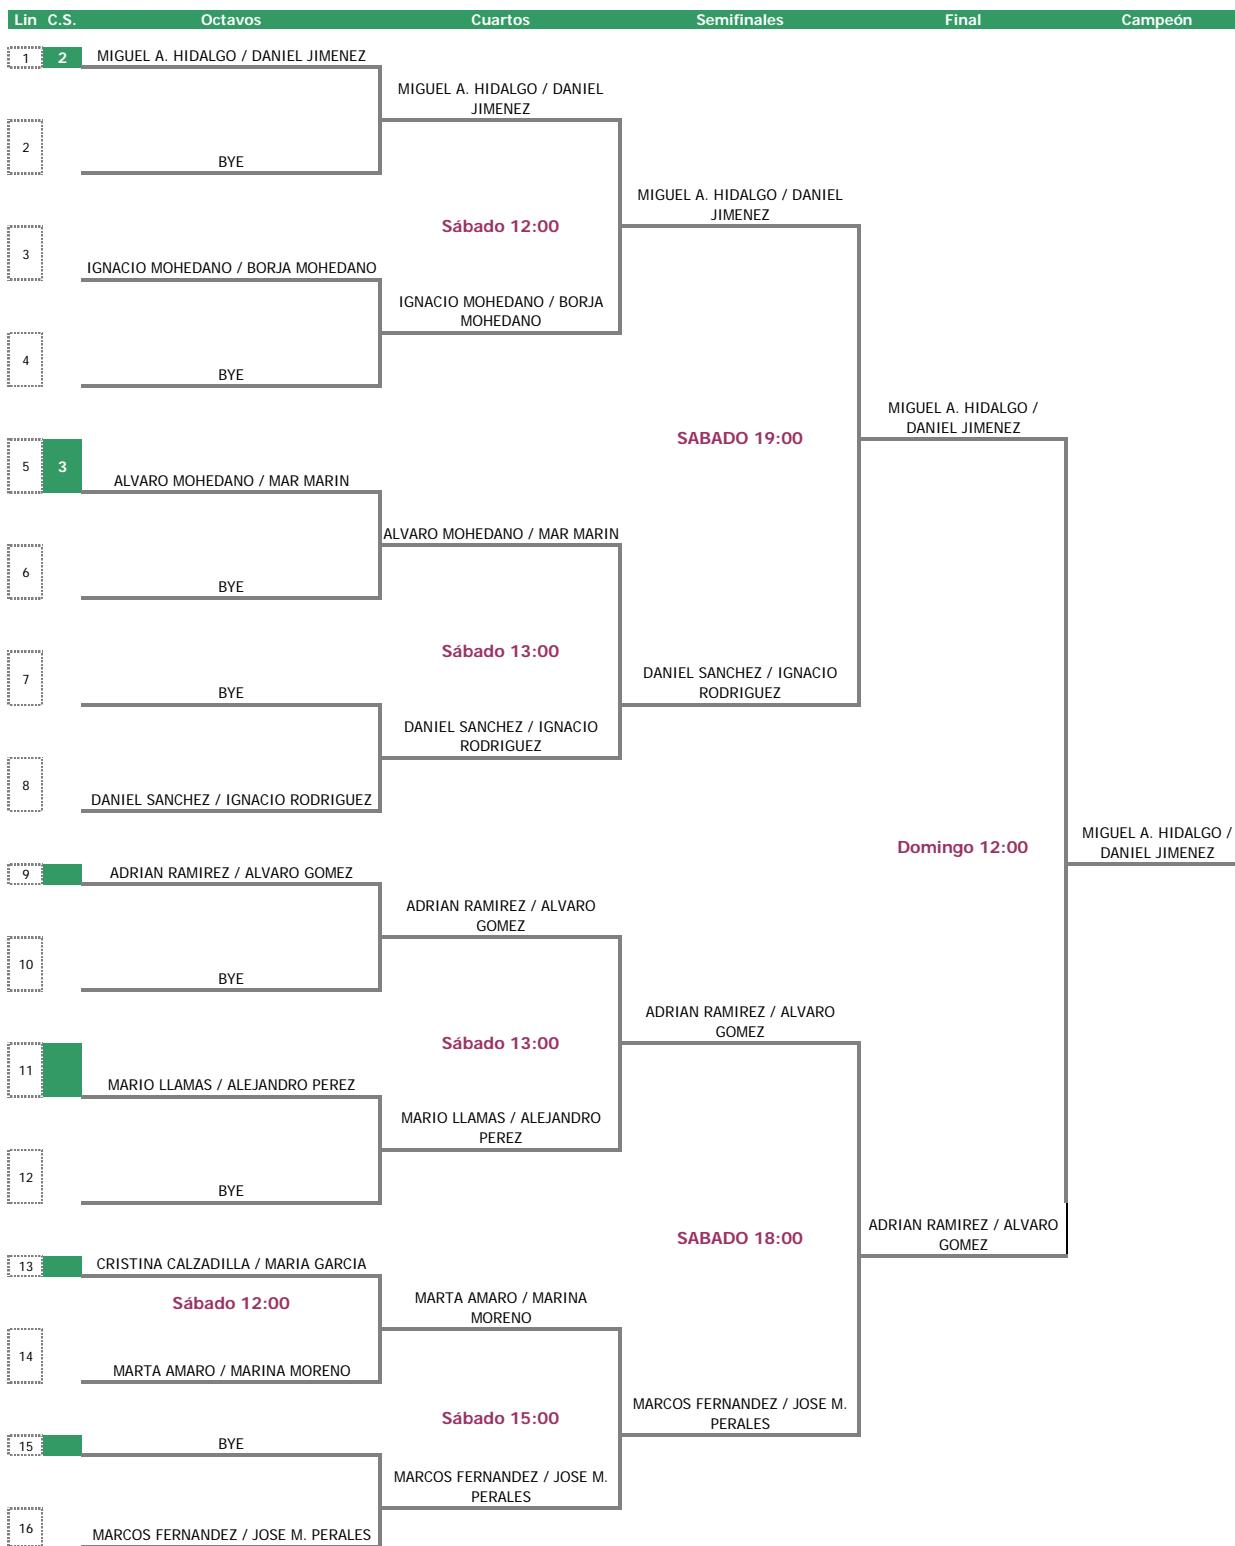 Lin C.S. Octavos Cuartos Semifinales Final Campeón
1 2 MIGUEL A. HIDALGO / DANIEL JIMENEZ
MIGUEL A. HIDALGO / DANIEL
JIMENEZ
2
BYE
MIGUEL A. HIDALGO / DANIEL
JIMENEZ
Sábado 12:00
3
IGNACIO MOHEDANO / BORJA MOHEDANO
IGNACIO MOHEDANO / BORJA
MOHEDANO
4
BYE
MIGUEL A. HIDALGO /
DANIEL JIMENEZ
SABADO 19:00
5 3
ALVARO MOHEDANO / MAR MARIN
ALVARO MOHEDANO / MAR MARIN
6
BYE
Sábado 13:00
DANIEL SANCHEZ / IGNACIO
RODRIGUEZ
7
BYE
DANIEL SANCHEZ / IGNACIO
RODRIGUEZ
8
DANIEL SANCHEZ / IGNACIO RODRIGUEZ
Domingo 12:00
MIGUEL A. HIDALGO /
DANIEL JIMENEZ
9 ADRIAN RAMIREZ / ALVARO GOMEZ
ADRIAN RAMIREZ / ALVARO
GOMEZ
10
BYE
ADRIAN RAMIREZ / ALVARO
GOMEZ
Sábado 13:00
11
MARIO LLAMAS / ALEJANDRO PEREZ
MARIO LLAMAS / ALEJANDRO
PEREZ
12
BYE
SABADO 18:00
ADRIAN RAMIREZ / ALVARO
GOMEZ
13 CRISTINA CALZADILLA / MARIA GARCIA
Sábado 12:00
MARTA AMARO / MARINA
MORENO
14
MARTA AMARO / MARINA MORENO
MARCOS FERNANDEZ / JOSE M.
PERALES
Sábado 15:00
15 BYE
MARCOS FERNANDEZ / JOSE M.
PERALES
16
MARCOS FERNANDEZ / JOSE M. PERALES